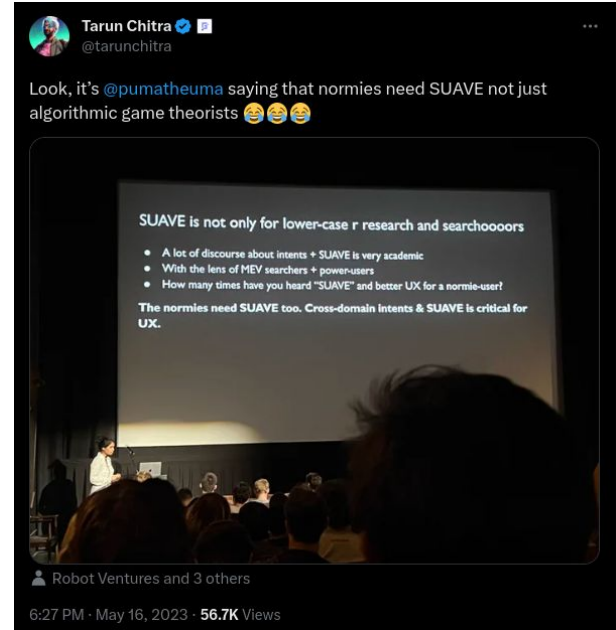 Tarun Chitra
@tarunchitra
Look, it's @pumatheuma saying that normies need SUAVE not just
algorithmic game theorists 😂😂😂
SUAVE is not only for lower-case r research and searchoooors
• A lot of discourse about intents + SUAVE is very academic
• With the lens of MEV searchers + power-users
• How many times have you heard "SUAVE" and better UX for a normie-user?
The normies need SUAVE too. Cross-domain intents & SUAVE is critical for
UX.
Robot Ventures and 3 others
6:27 PM · May 16, 2023 · 56.7K Views